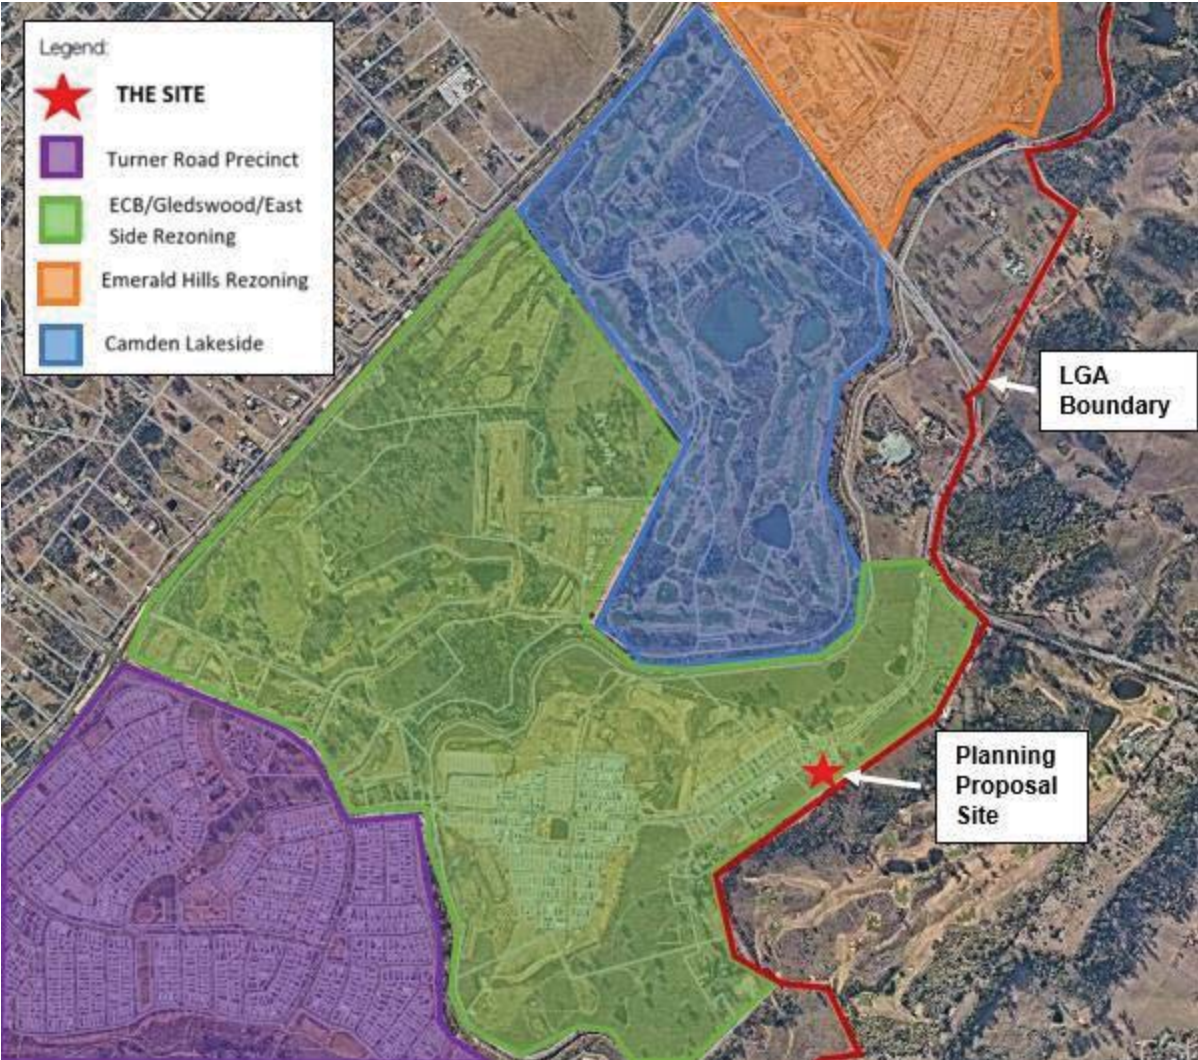 Legend:
THE SITE
Turner Road Precinct
ECB/Gledswood/East
Side Rezoning
Emerald Hills Rezoning
Camden Lakeside
LGA
Boundary
Planning
Proposal
Site